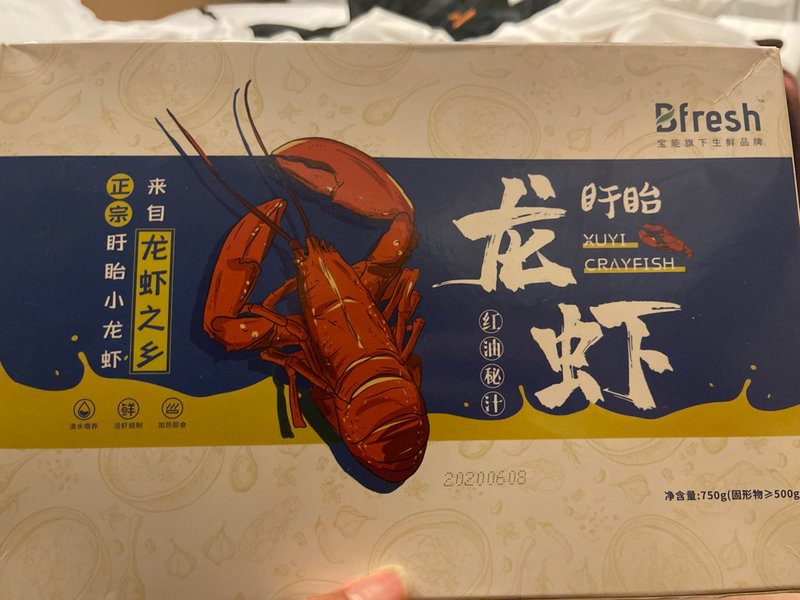 Bfresh
宝能旗下生鲜品牌
来自
龙虾之乡
正宗
盱眙小龙虾
盱眙
XUYI
CRAYFISH
龙虾
红油秘汁
清水喂养
鲜
活虾烧制
加热即食
20200608
净含量:750g(固形物≥500g